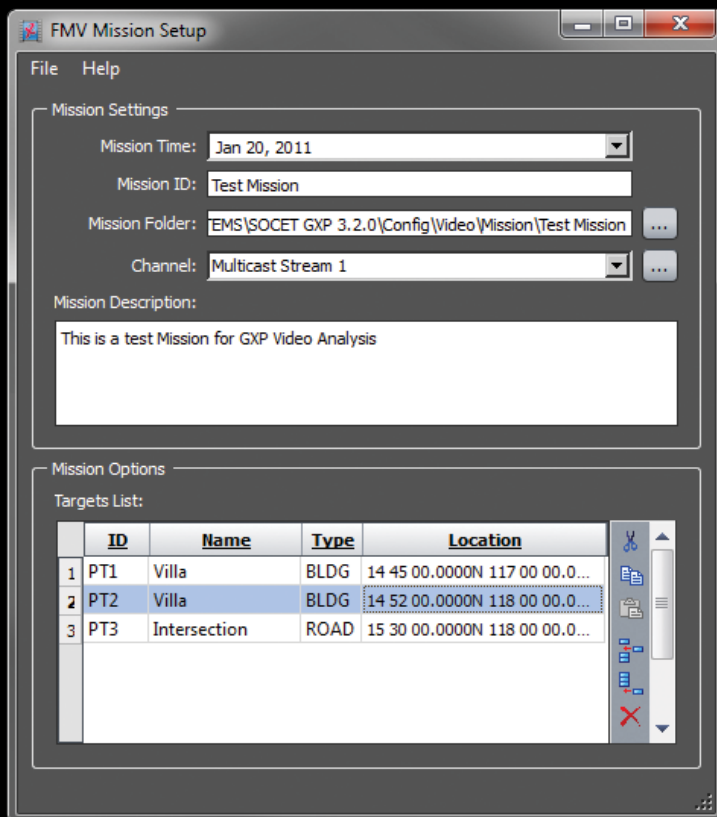 FMV Mission Setup
File Help
Mission Settings
Mission Time: Jan 20, 2011
Mission ID: Test Mission
Mission Folder: TEMS\SOCET GXP 3.2.0\Config\Video\Mission\Test Mission ...
Channel: Multicast Stream 1 ...
Mission Description:
This is a test Mission for GXP Video Analysis
Mission Options
Targets List:
ID Name Type Location
1 PT1 Villa BLDG 14 45 00.0000N 117 00 00.0...
2 PT2 Villa BLDG 14 52 00.0000N 118 00 00.0...
3 PT3 Intersection ROAD 15 30 00.0000N 118 00 00.0...